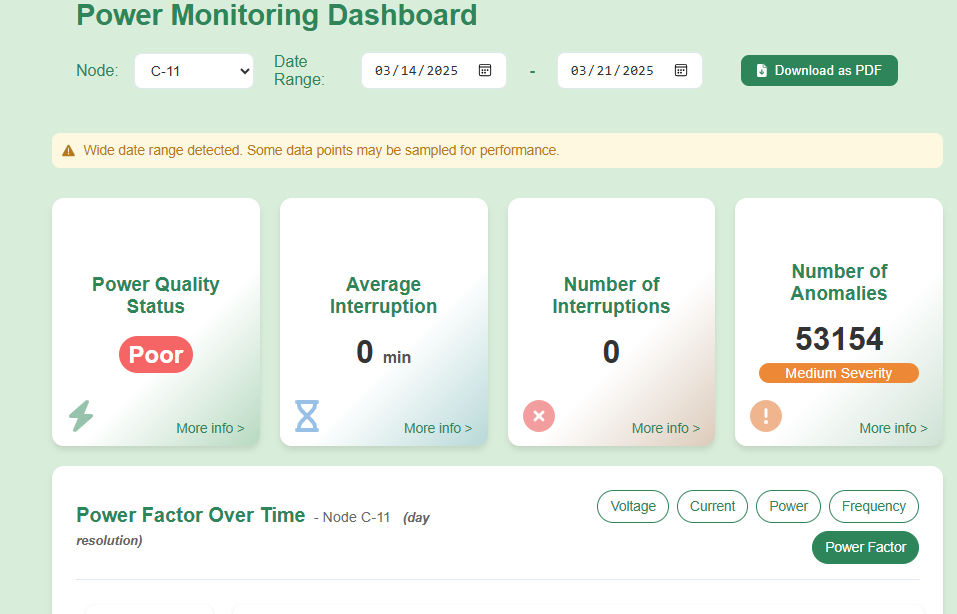 Power Monitoring Dashboard
Node:
C-11
Date
Range:
03/14/2025
-
03/21/2025
Download as PDF
Wide date range detected. Some data points may be sampled for performance.
Power Quality
Status
Poor
More info >
Average
Interruption
0 min
More info >
Number of
Interruptions
0
More info >
Number of
Anomalies
53154
Medium Severity
More info >
Power Factor Over Time - Node C-11 (day
resolution)
Voltage
Current
Power
Frequency
Power Factor